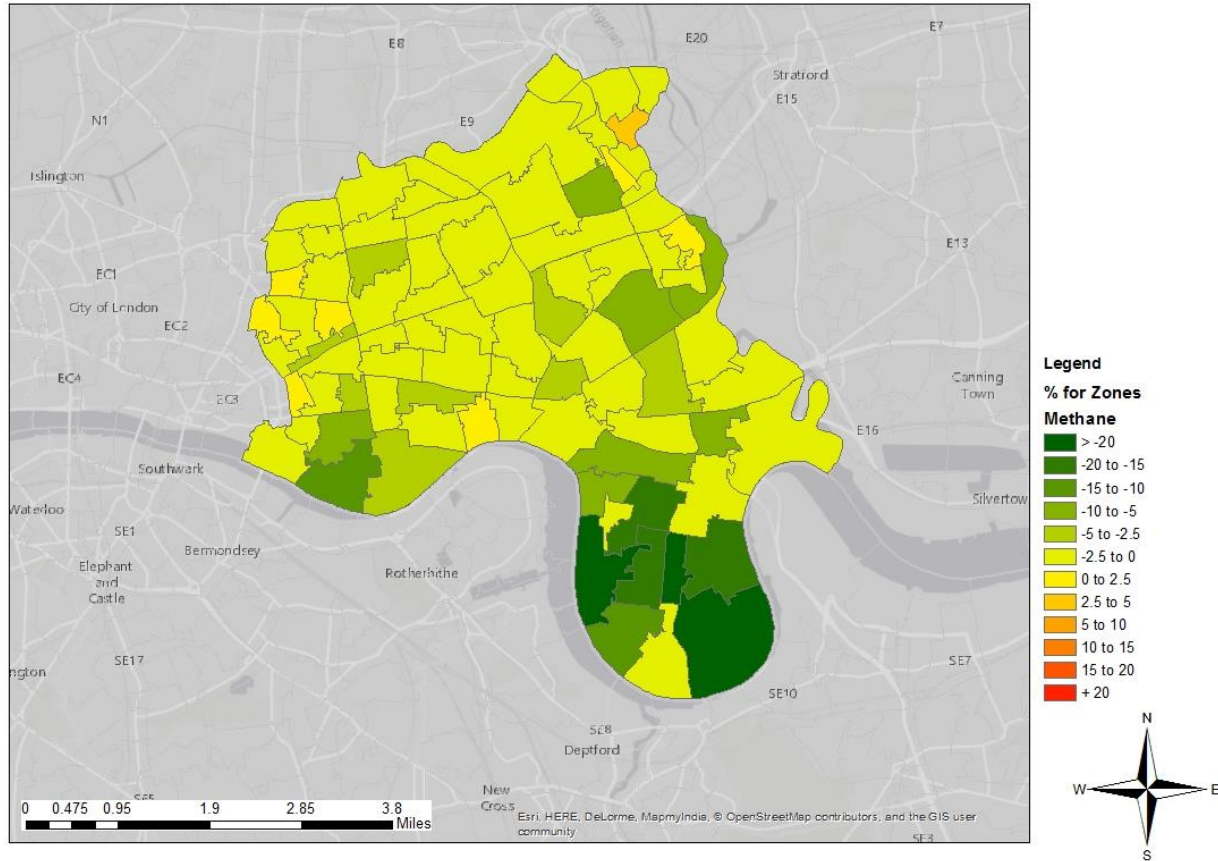 E8
E20
E7
Stratford
E15
N1
E9
Islington
E13
EC1
City of London
EC2
EC4
EC3
Canning
Town
E16
Southwark
Silvertow
Waterloo
SE1
Bermondsey
Elephant
and
Castle
Rotherhithe
SE17
ngton
SE7
SE10
SE8
Deptford
New
Cross
SE3
Legend
% for Zones
Methane
> -20
-20 to -15
-15 to -10
-10 to -5
-5 to -2.5
-2.5 to 0
0 to 2.5
2.5 to 5
5 to 10
10 to 15
15 to 20
+ 20
N
W
E
S
0 0.475 0.95 1.9 2.85 3.8
Miles
Esri, HERE, DeLorme, MapmyIndia, © OpenStreetMap contributors, and the GIS user
community